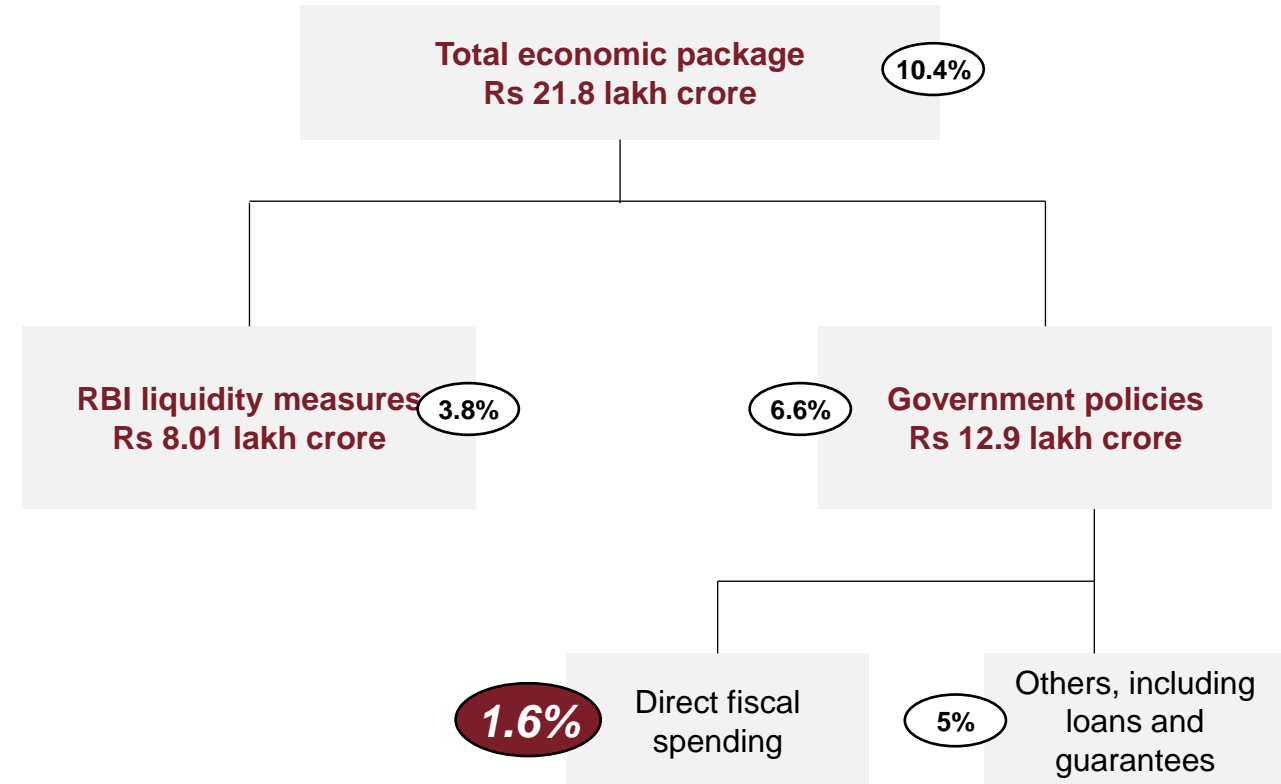 Total economic package
Rs 21.8 lakh crore
10.4%
RBI liquidity measures
Rs 8.01 lakh crore
3.8%
6.6%
Government policies
Rs 12.9 lakh crore
1.6%
Direct fiscal
spending
5%
Others, including
loans and
guarantees